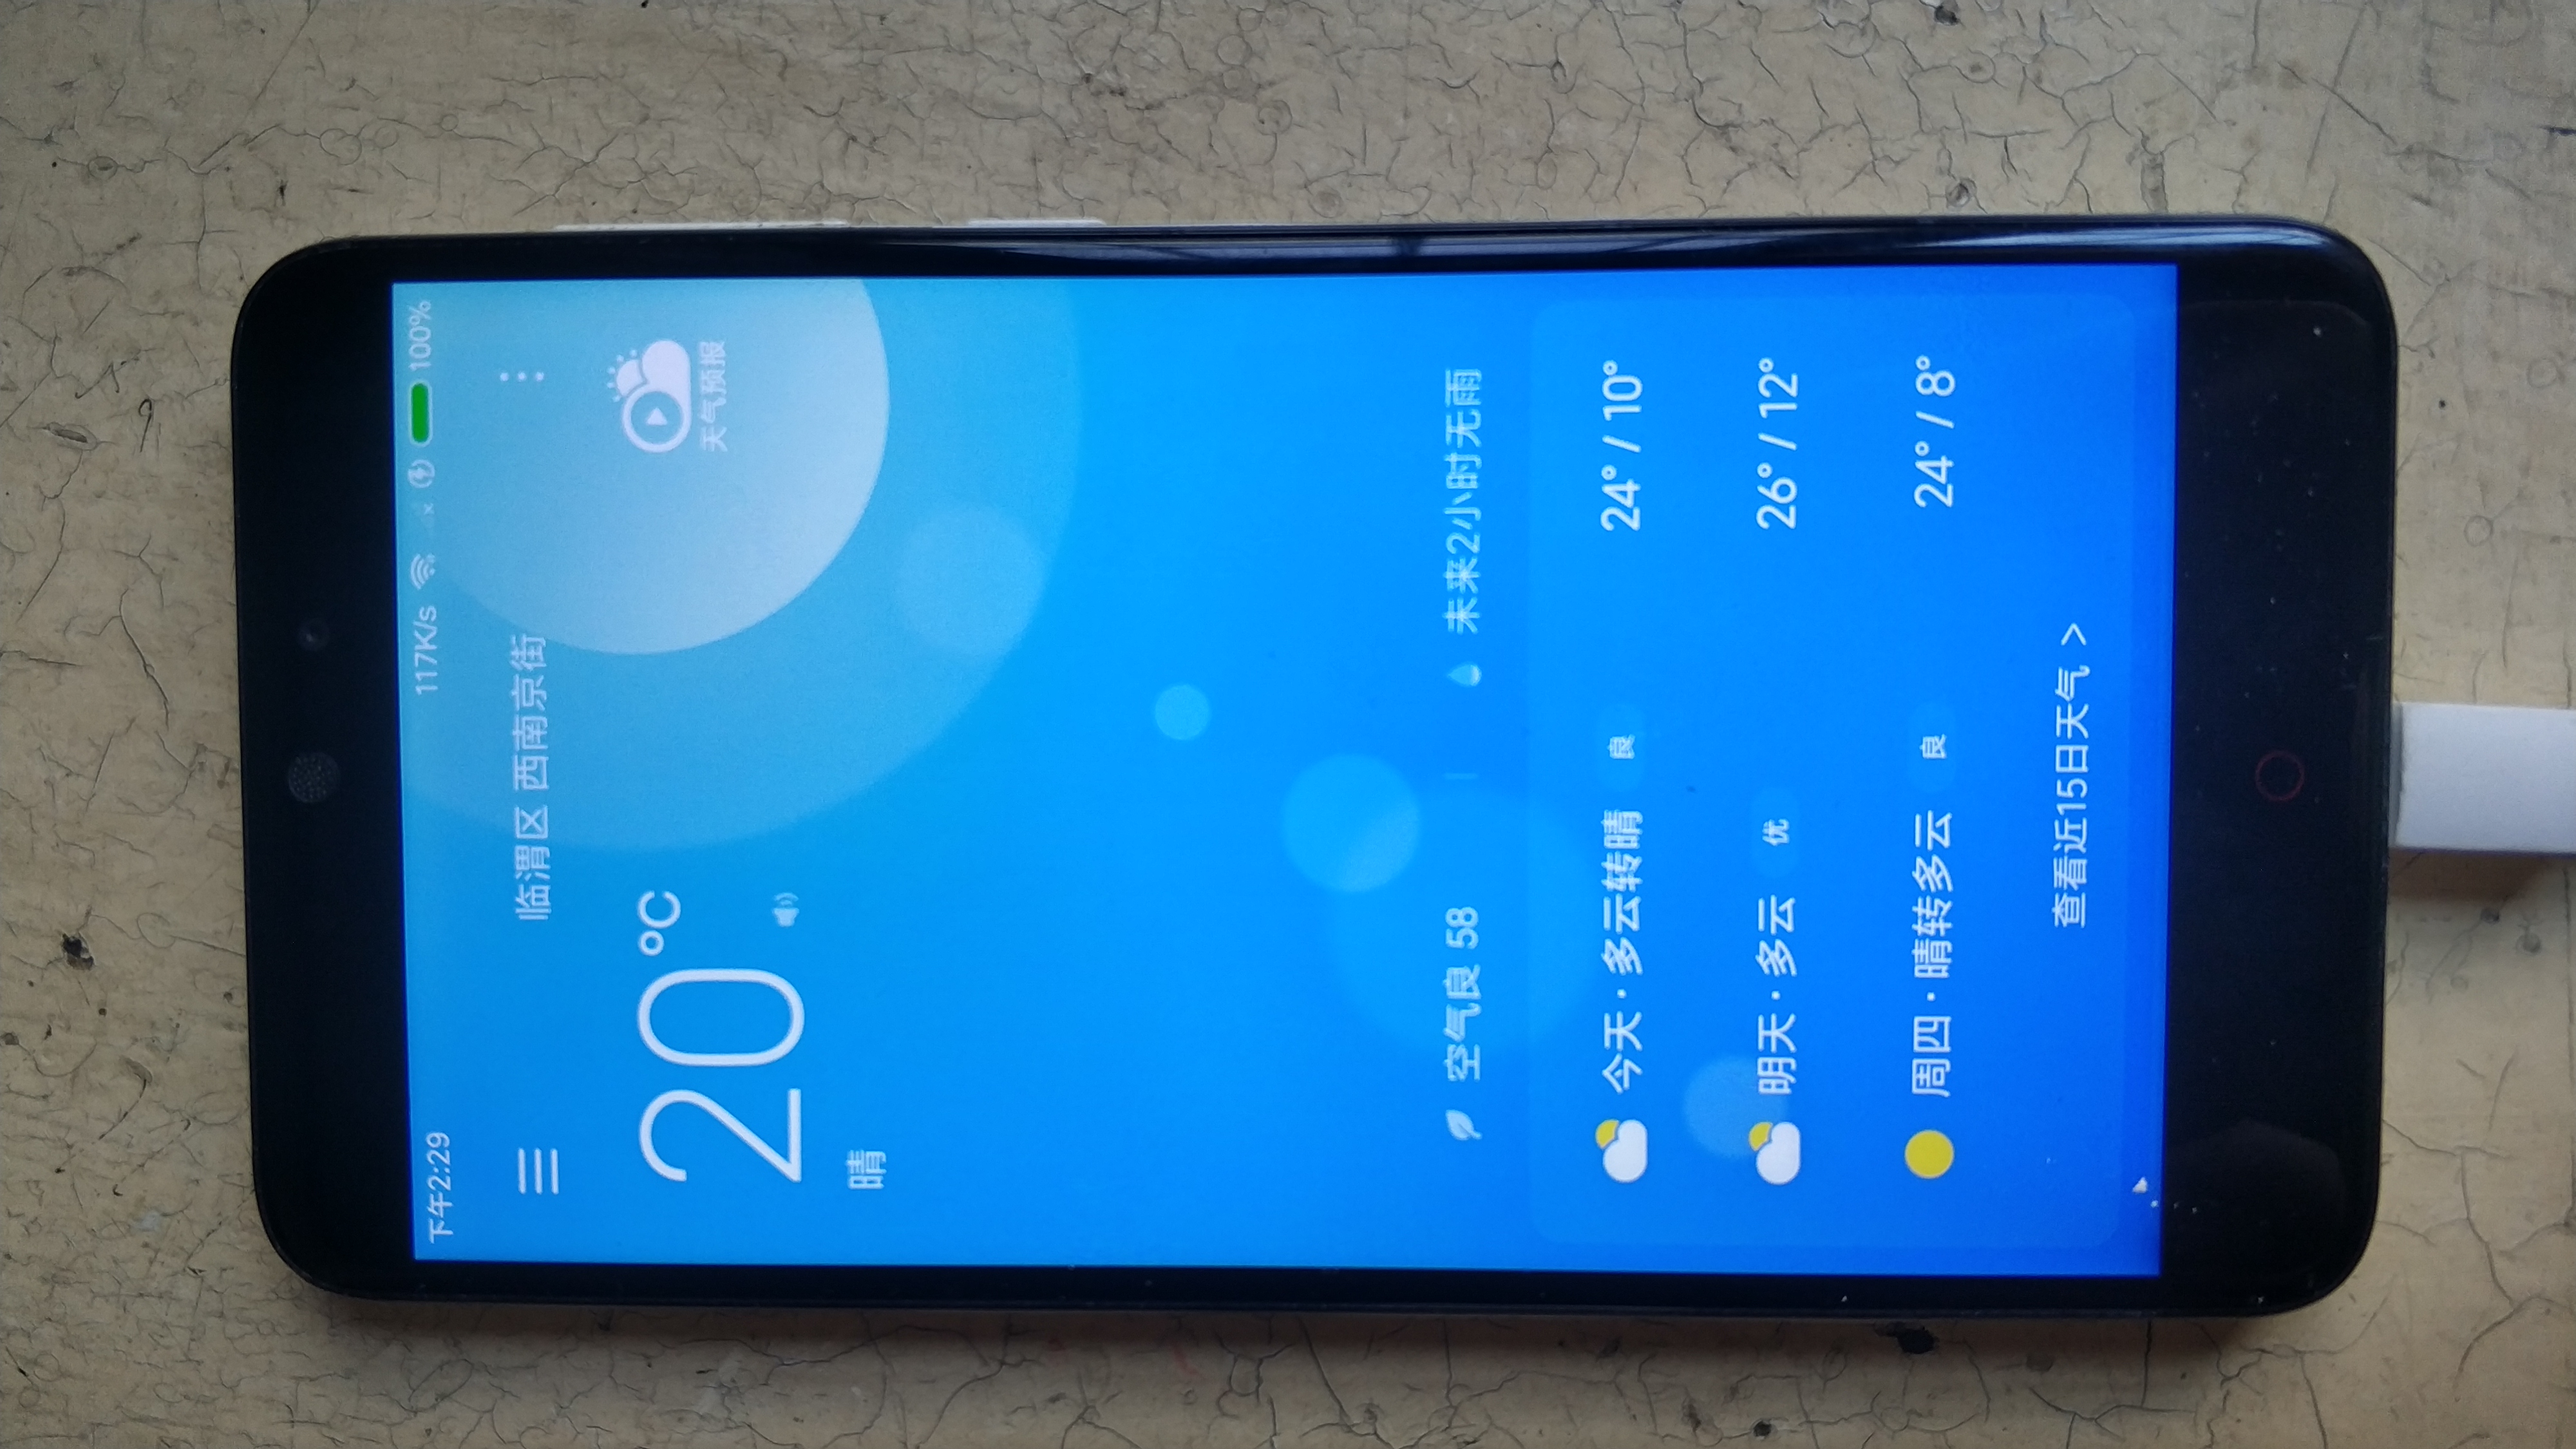 下午2:29 117K/s 100%
临渭区 西南京街
20°C
天气预报
晴
空气良 58 未来2小时无雨
今天·多云转晴 良 24° / 10°
明天·多云 优 26° / 12°
周四·晴转多云 良 24° / 8°
查看近15日天气 >